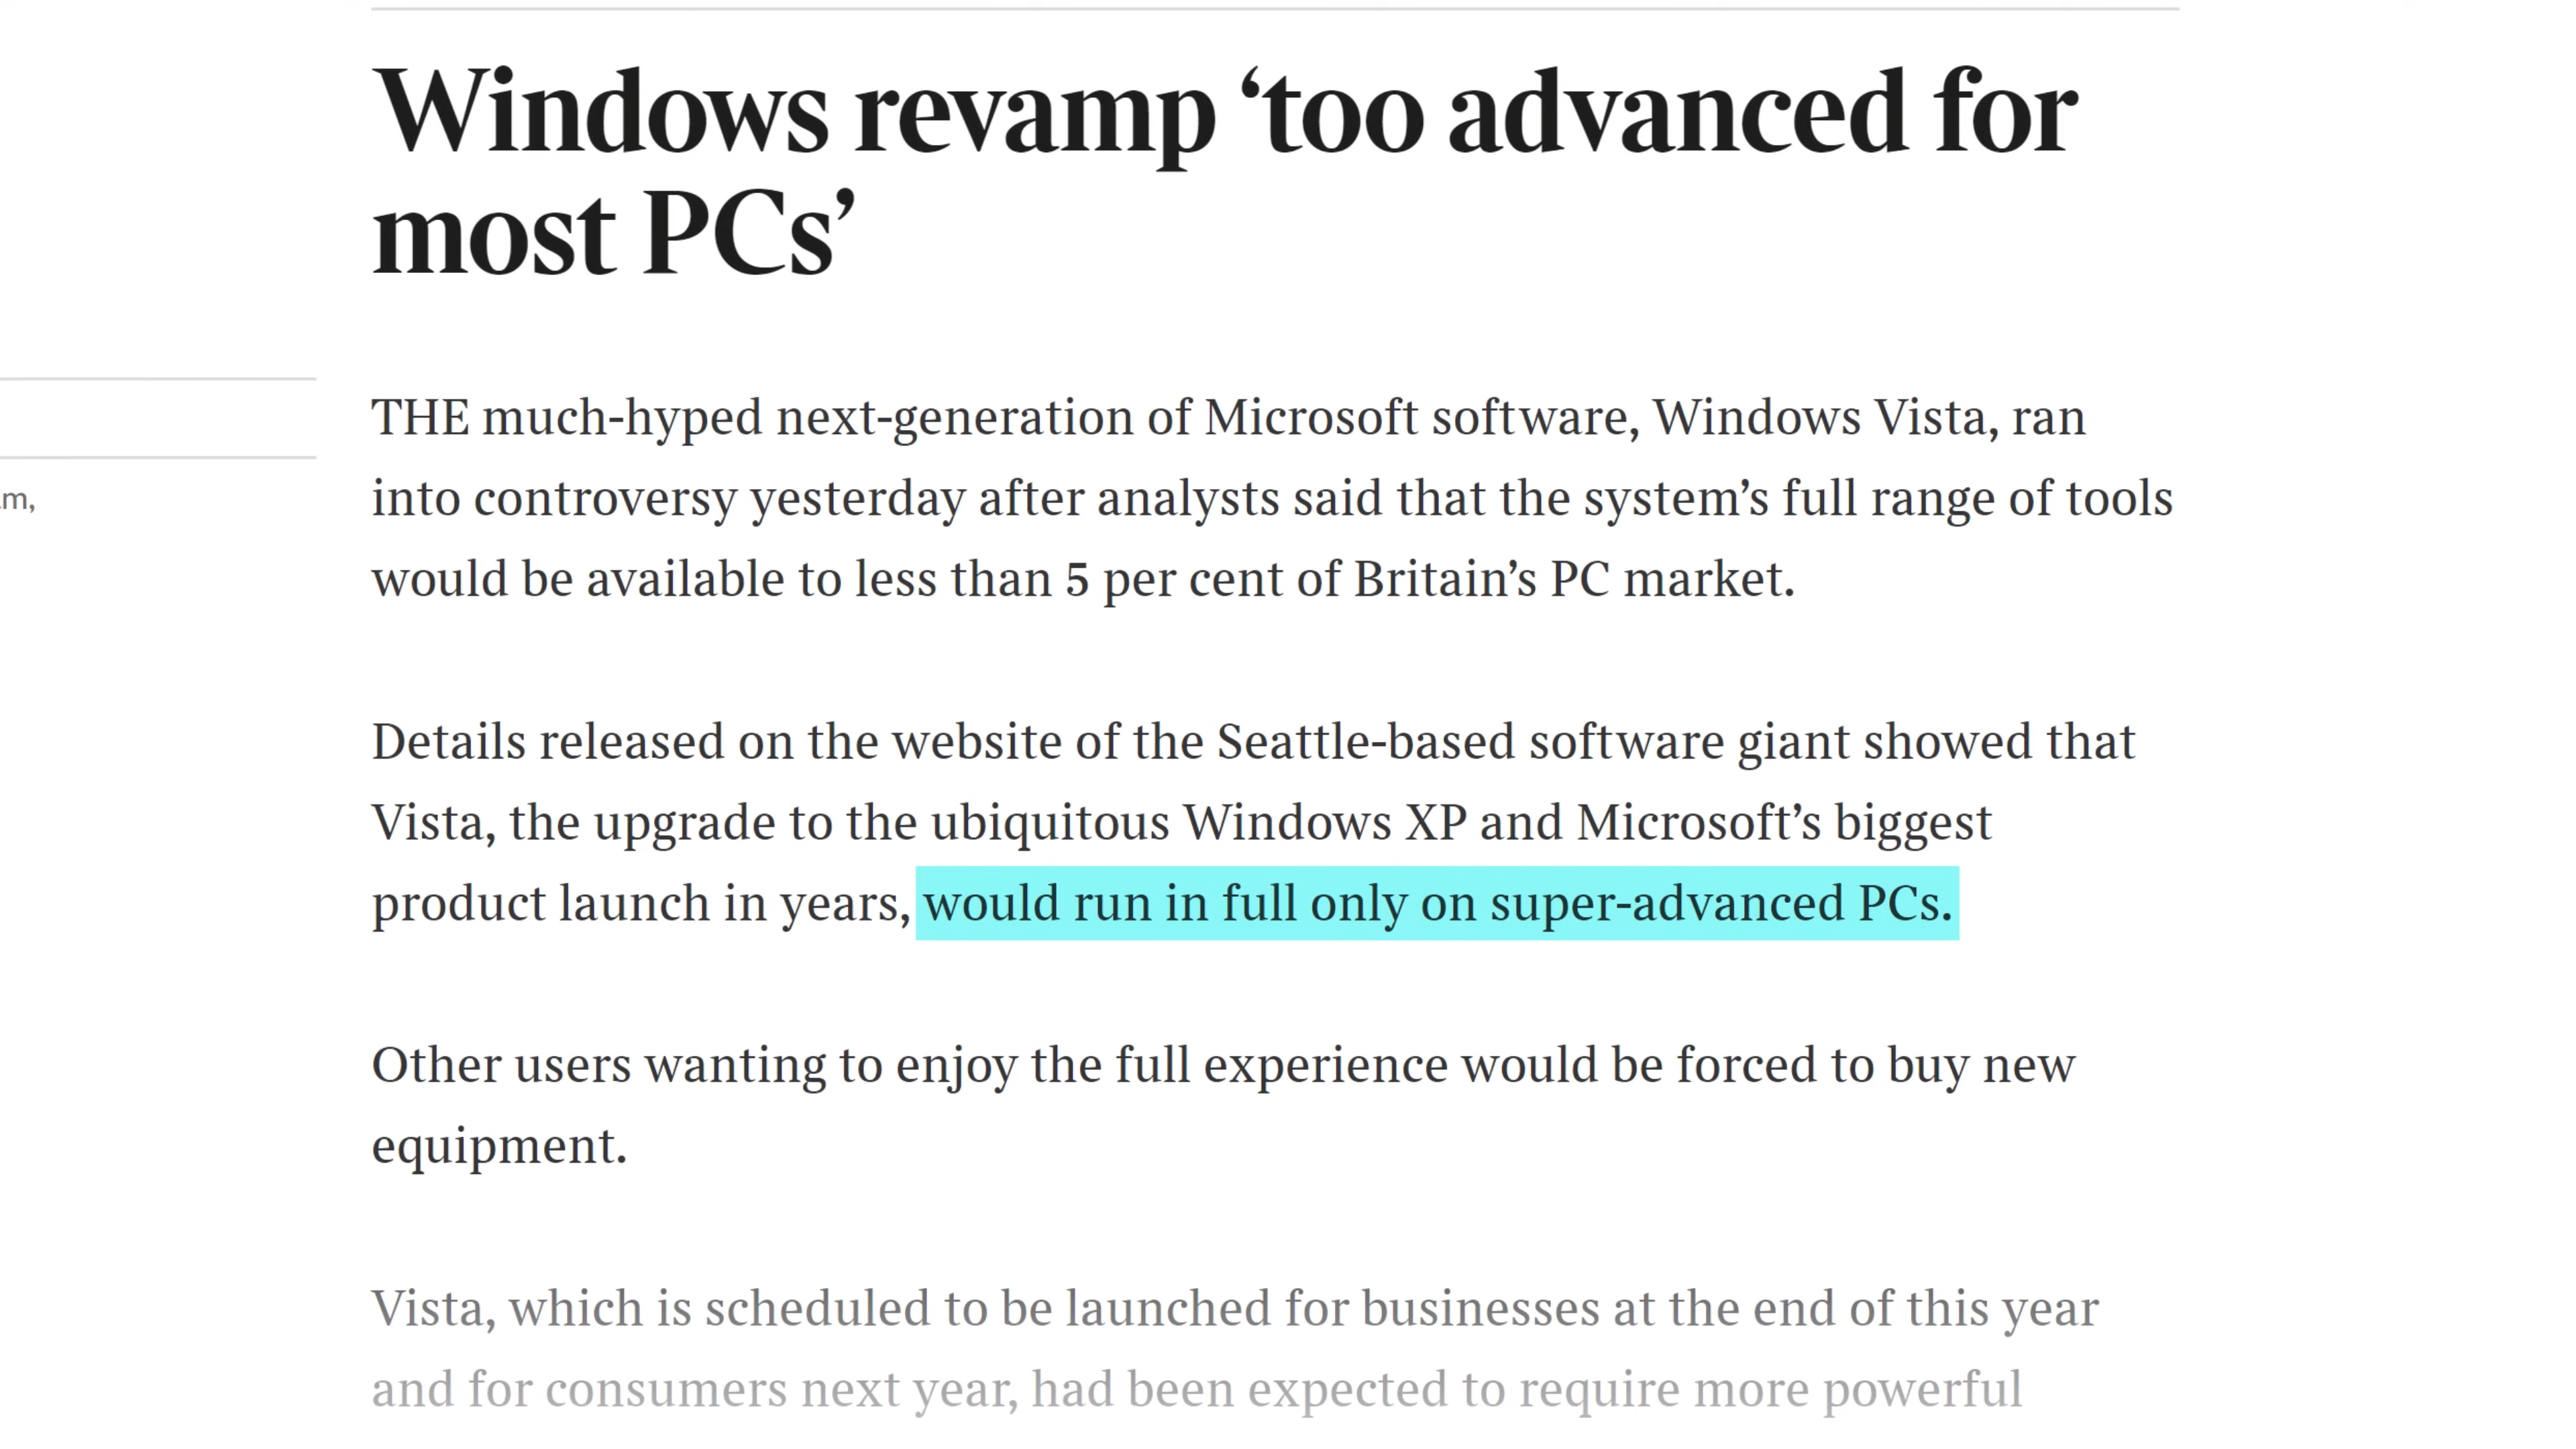 Windows revamp ‘too advanced for
most PCs’
THE much-hyped next-generation of Microsoft software, Windows Vista, ran
into controversy yesterday after analysts said that the system’s full range of tools
would be available to less than 5 per cent of Britain’s PC market.
m,
Details released on the website of the Seattle-based software giant showed that
Vista, the upgrade to the ubiquitous Windows XP and Microsoft’s biggest
product launch in years, would run in full only on super-advanced PCs.
Other users wanting to enjoy the full experience would be forced to buy new
equipment.
Vista, which is scheduled to be launched for businesses at the end of this year
and for consumers next year, had been expected to require more powerful